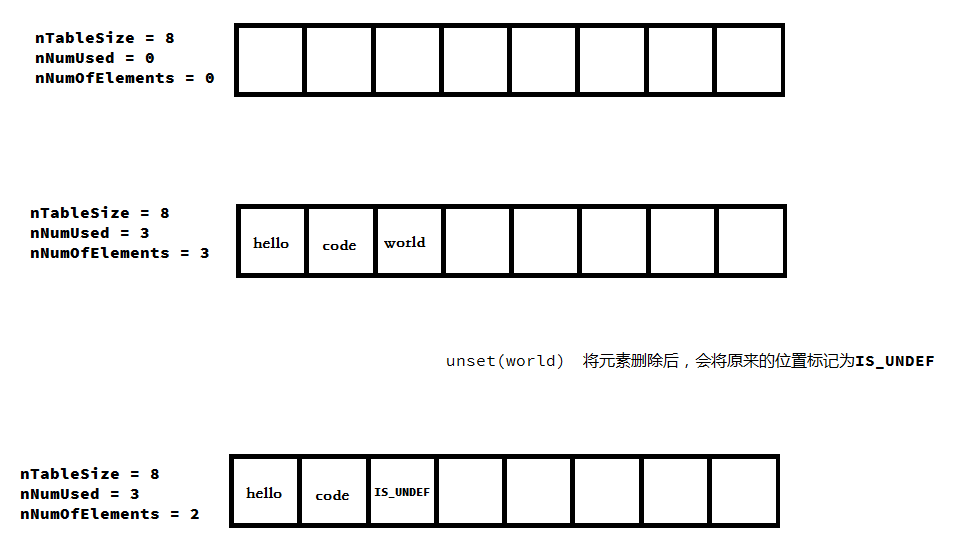 nTableSize = 8
nNumUsed = 0
nNumOfElements = 0
nTableSize = 8
nNumUsed = 3
nNumOfElements = 3
hello code world
unset(world) 将元素删除后，会将原来的位置标记为IS_UNDEF
nTableSize = 8
nNumUsed = 3
nNumOfElements = 2
hello code IS_UNDEF